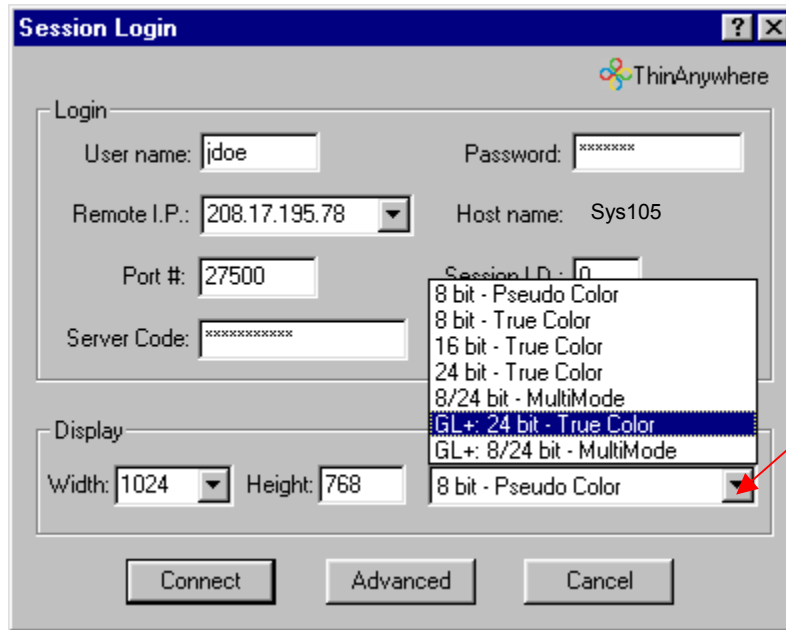 Session Login
ThinAnywhere
Login
User name: jdoe Password: *******
Remote I.P.: 208.17.195.78 Host name: Sys105
Port #: 27500 Session I.D.: 0
Server Code: ***********
8 bit - Pseudo Color
8 bit - True Color
16 bit - True Color
24 bit - True Color
8/24 bit - MultiMode
GL+: 24 bit - True Color
GL+: 8/24 bit - MultiMode
Display
Width: 1024 Height: 768 8 bit - Pseudo Color
Connect Advanced Cancel